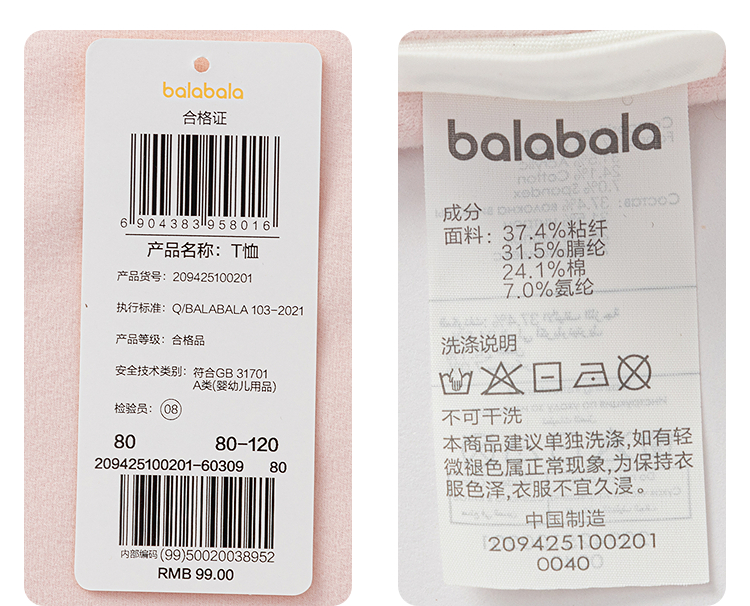 balabala
合格证
6 904383 958016
产品名称: T恤
产品货号: 209425100201
执行标准: Q/BALABALA 103-2021
产品等级: 合格品
安全技术类别: 符合GB 31701
A类(婴幼儿用品)
检验员: 08
80 80-120
209425100201-60309 80
内部编码 (99)50020038952
RMB 99.00
balabala
成分
面料: 37.4%粘纤
31.5%腈纶
24.1%棉
7.0%氨纶
洗涤说明
不可干洗
本商品建议单独洗涤,如有轻
微褪色属正常现象,为保持衣
服色泽,衣服不宜久浸。
中国制造
209425100201
0040